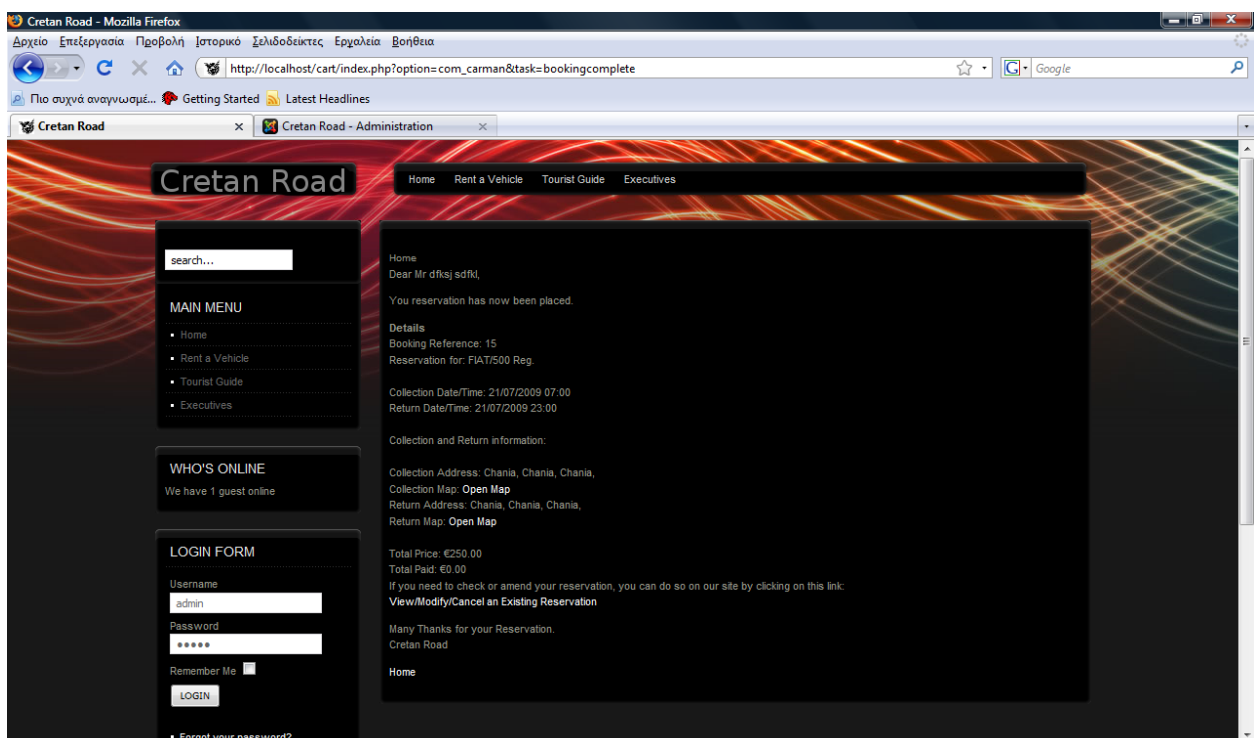 Cretan Road - Mozilla Firefox
Αρχείο Επεξεργασία Προβολή Ιστορικό Σελιδοδείκτες Εργαλεία Βοήθεια
http://localhost/cart/index.php?option=com_carman&task=bookingcomplete
Google
Πιο συχνά αναγνωσμέ... Getting Started Latest Headlines
Cretan Road
Cretan Road - Administration
Cretan Road
Home Rent a Vehicle Tourist Guide Executives
search...
MAIN MENU
Home
Rent a Vehicle
Tourist Guide
Executives
WHO'S ONLINE
We have 1 guest online
LOGIN FORM
Username
admin
Password
•••••
Remember Me
LOGIN
Forgot your password?
Home
Dear Mr dfksj sdfkl,
You reservation has now been placed.
Details
Booking Reference: 15
Reservation for: FIAT/500 Reg.
Collection Date/Time: 21/07/2009 07:00
Return Date/Time: 21/07/2009 23:00
Collection and Return information:
Collection Address: Chania, Chania, Chania,
Collection Map: Open Map
Return Address: Chania, Chania, Chania,
Return Map: Open Map
Total Price: €250.00
Total Paid: €0.00
If you need to check or amend your reservation, you can do so on our site by clicking on this link:
View/Modify/Cancel an Existing Reservation
Many Thanks for your Reservation.
Cretan Road
Home